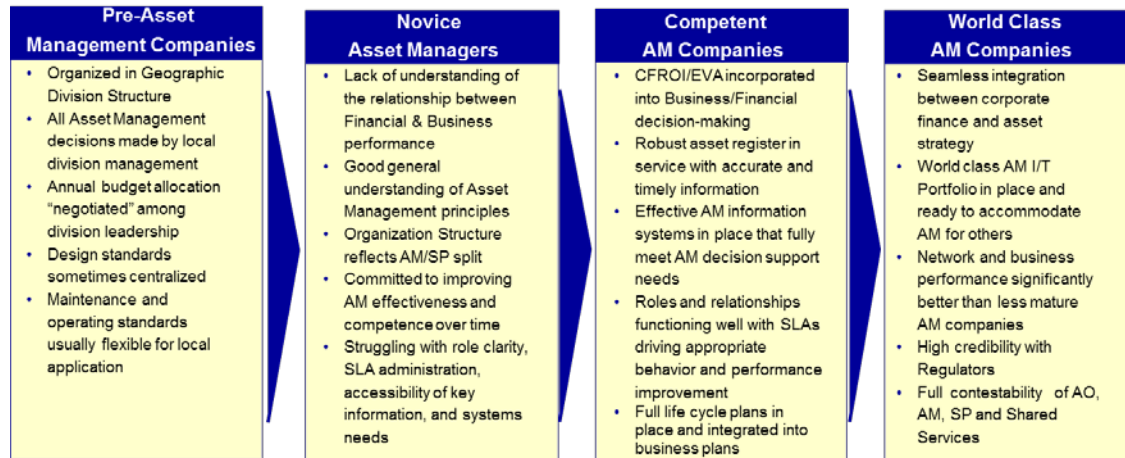 Pre-Asset
Management Companies
• Organized in Geographic
Division Structure
• All Asset Management
decisions made by local
division management
• Annual budget allocation
“negotiated” among
division leadership
• Design standards
sometimes centralized
• Maintenance and
operating standards
usually flexible for local
application
Novice
Asset Managers
• Lack of understanding of
the relationship between
Financial & Business
performance
• Good general
understanding of Asset
Management principles
• Organization Structure
reflects AM/SP split
• Committed to improving
AM effectiveness and
competence over time
• Struggling with role clarity,
SLA administration,
accessibility of key
information, and systems
needs
Competent
AM Companies
• CFROI/EVA incorporated
into Business/Financial
decision-making
• Robust asset register in
service with accurate and
timely information
• Effective AM information
systems in place that fully
meet AM decision support
needs
• Roles and relationships
functioning well with SLAs
driving appropriate
behavior and performance
improvement
• Full life cycle plans in
place and integrated into
business plans
World Class
AM Companies
• Seamless integration
between corporate
finance and asset
strategy
• World class AM I/T
Portfolio in place and
ready to accommodate
AM for others
• Network and business
performance significantly
better than less mature
AM companies
• High credibility with
Regulators
• Full contestability of AO,
AM, SP and Shared
Services